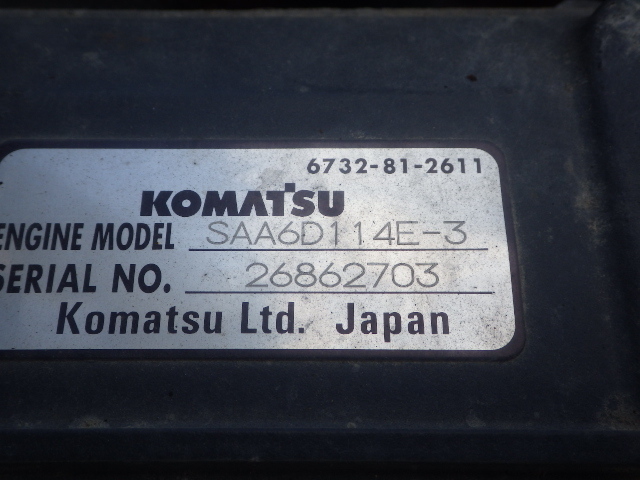 6732-81-2611
KOMATSU
ENGINE MODEL SAA6D114E-3
SERIAL NO. 26862703
Komatsu Ltd. Japan